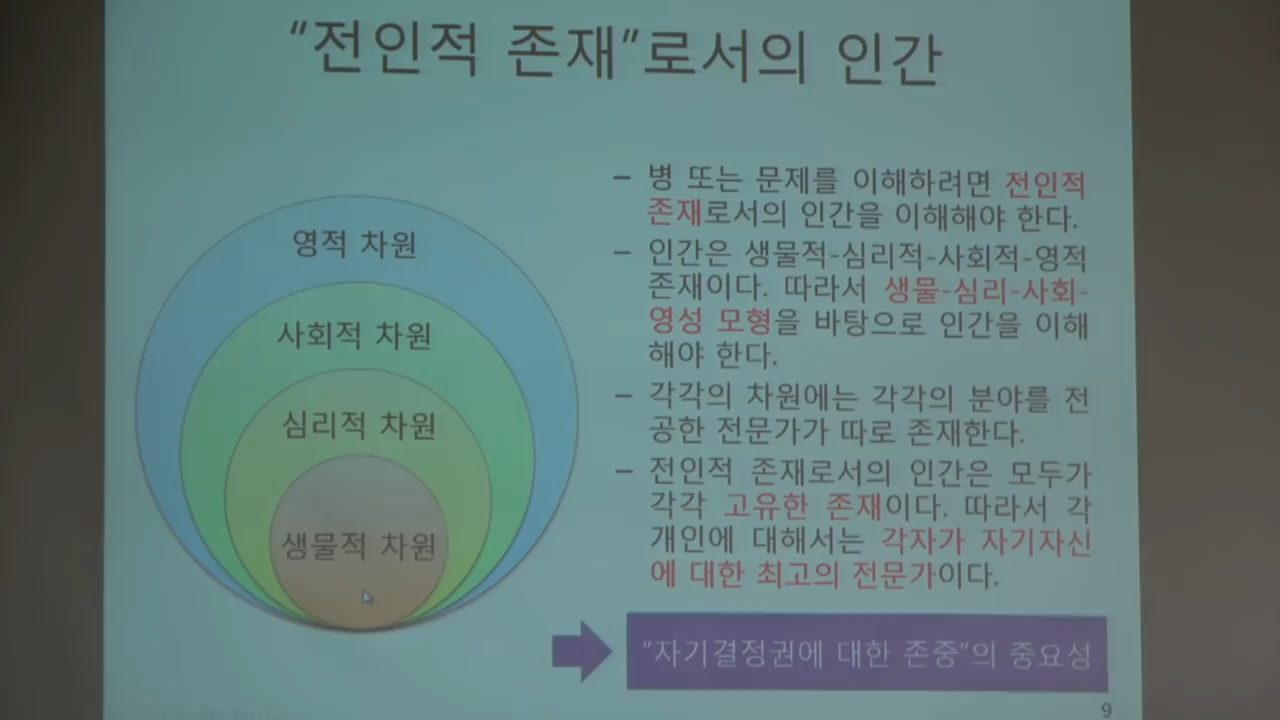 "전인적 존재"로서의 인간
영적 차원
사회적 차원
심리적 차원
생물적 차원
– 병 또는 문제를 이해하려면 전인적
존재로서의 인간을 이해해야 한다.
– 인간은 생물적-심리적-사회적-영적
존재이다. 따라서 생물-심리-사회-
영성 모형을 바탕으로 인간을 이해
해야 한다.
– 각각의 차원에는 각각의 분야를 전
공한 전문가가 따로 존재한다.
– 전인적 존재로서의 인간은 모두가
각각 고유한 존재이다. 따라서 각
개인에 대해서는 각자가 자기자신
에 대한 최고의 전문가이다.
"자기결정권에 대한 존중"의 중요성
9